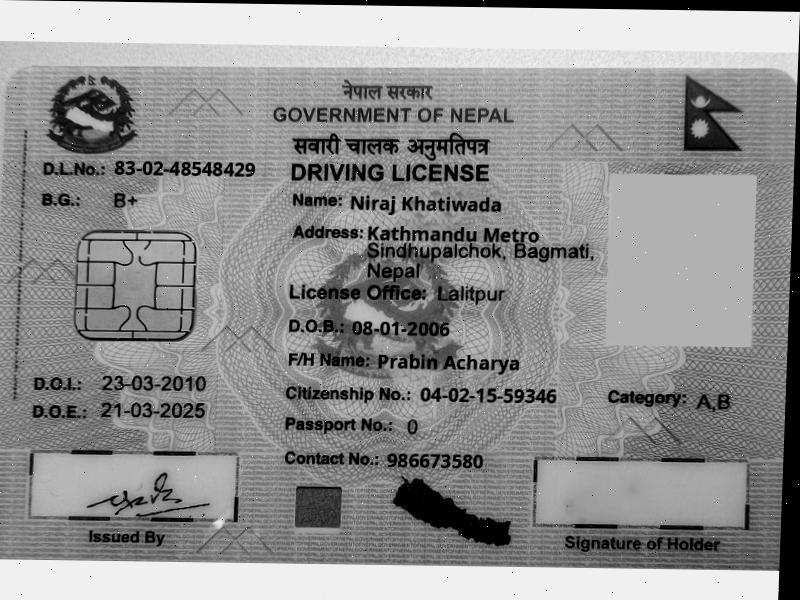 नेपाल सरकार
GOVERNMENT OF NEPAL
सवारी चालक अनुमतिपत्र
DRIVING LICENSE
D.L.No.: 83-02-48548429
B.G.: B+
Name: Niraj Khatiwada
Address: Kathmandu Metro
Sindhupalchok, Bagmati,
Nepal
License Office: Lalitpur
D.O.B.: 08-01-2006
F/H Name: Prabin Acharya
D.O.I.: 23-03-2010
D.O.E.: 21-03-2025
Citizenship No.: 04-02-15-59346
Category: A,B
Passport No.: 0
Contact No.: 986673580
Issued By
Signature of Holder